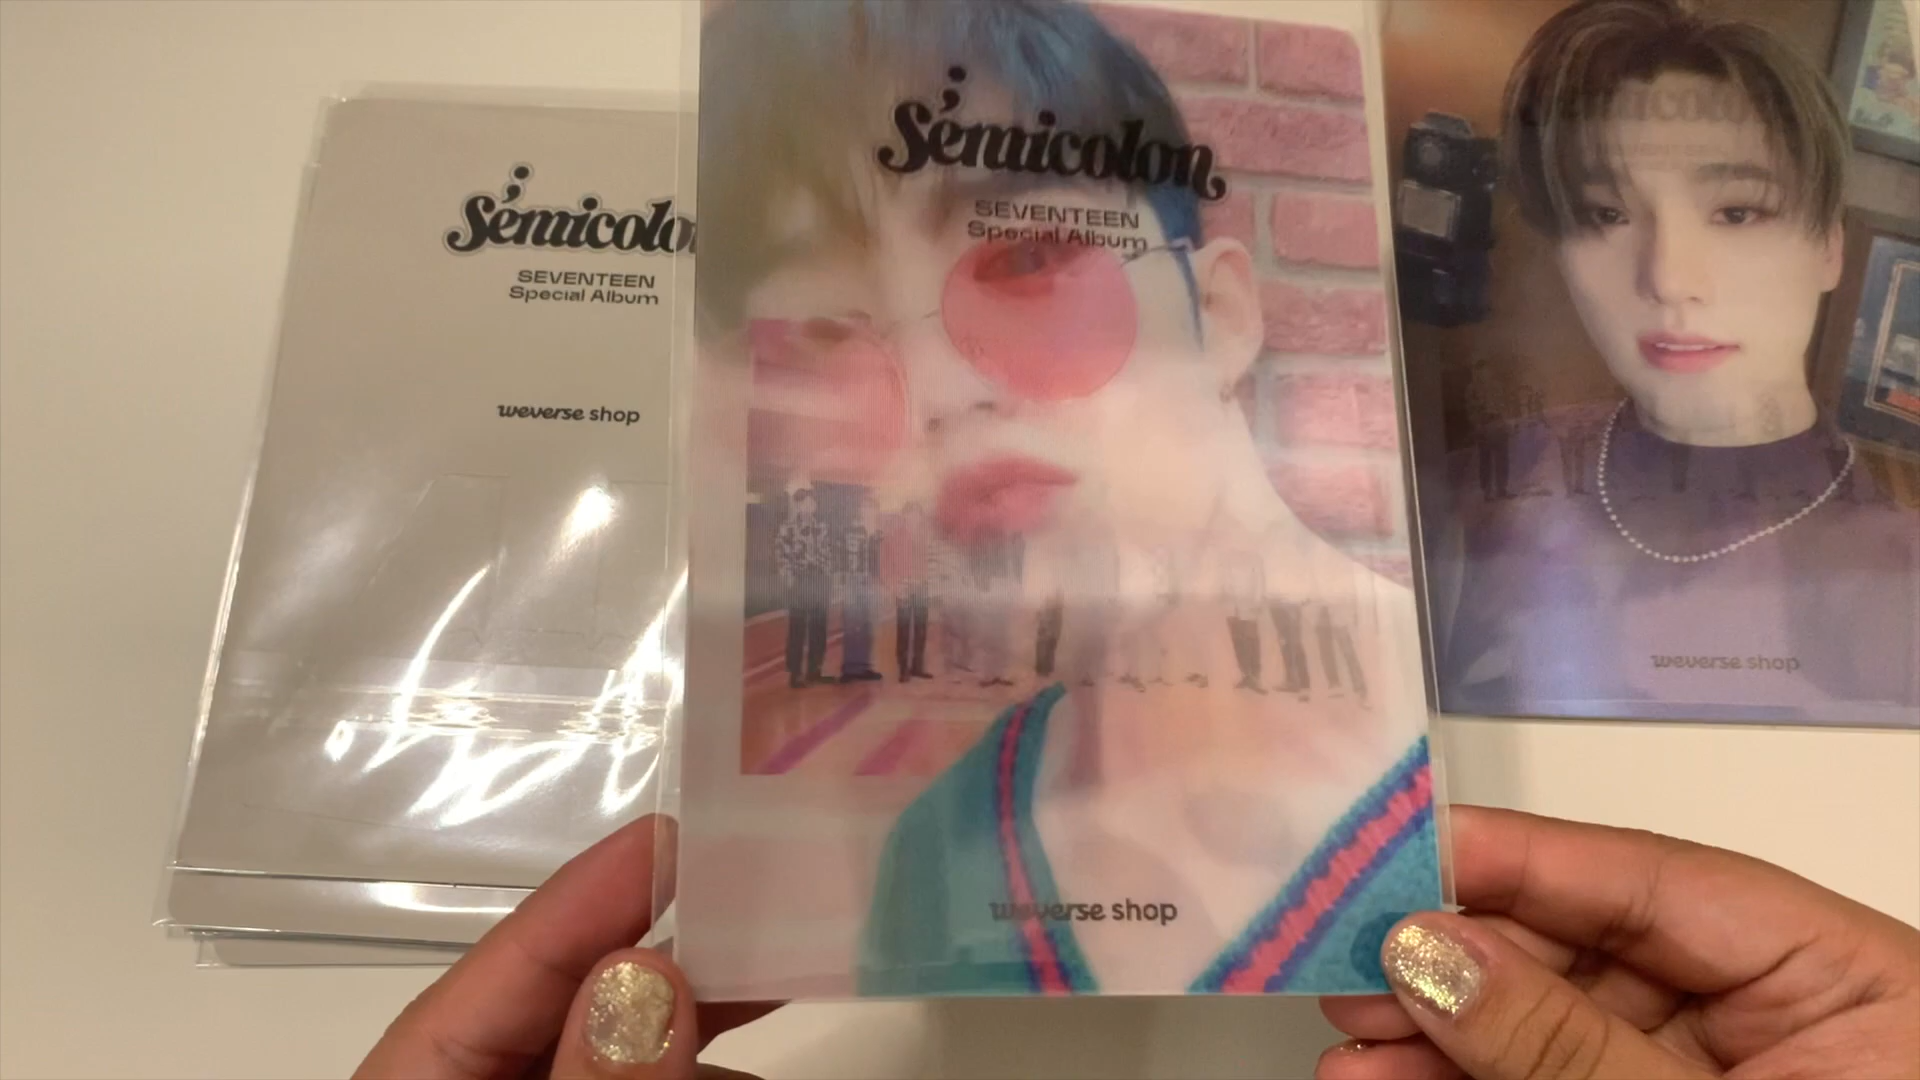 ; Semicolon
SEVENTEEN
Special Album
weverse shop
; Semicolon,
SEVENTEEN
Special Album
weverse shop
weverse shop